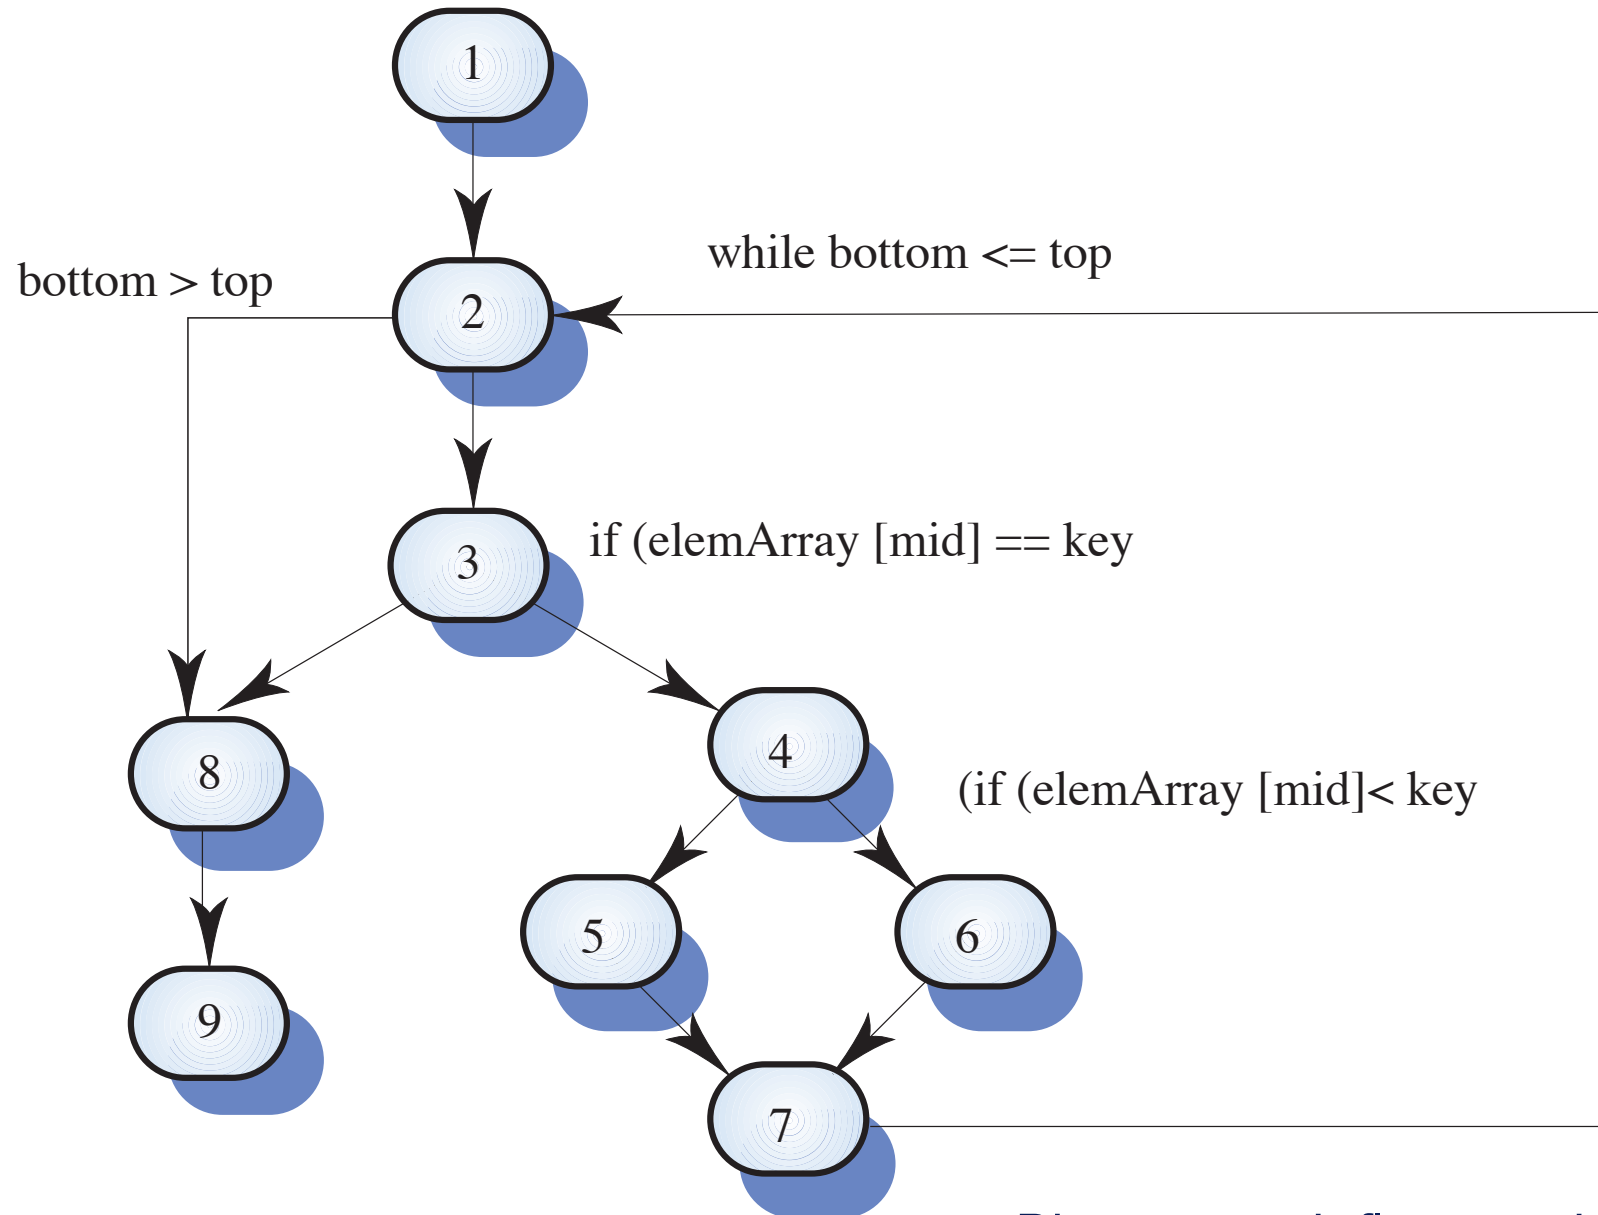 1
while bottom <= top
bottom > top
2
if (elemArray [mid] == key
3
4
8
(if (elemArray [mid]< key
5
6
9
7